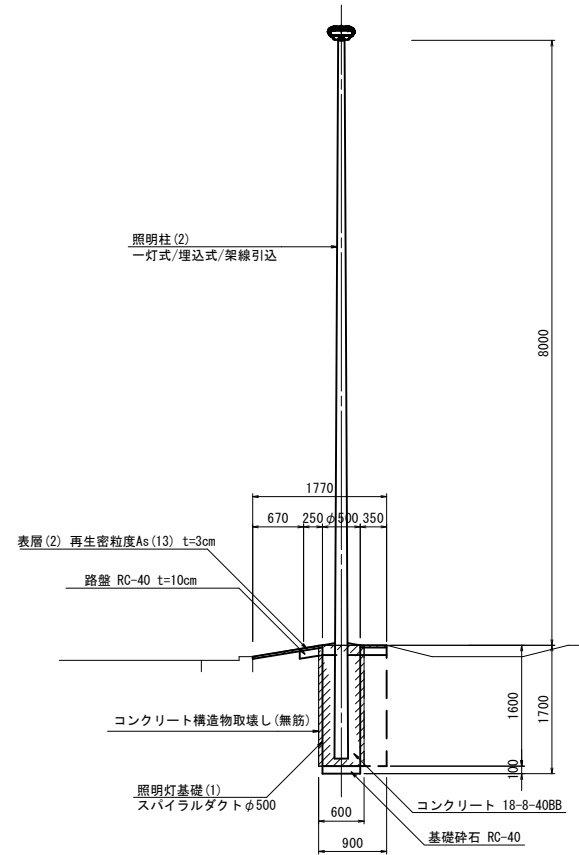 照明柱(2)
一灯式/埋込式/架線引込
8000
1770
670 250 φ500 350
表層(2) 再生密粒度As(13) t=3cm
路盤 RC-40 t=10cm
コンクリート構造物取壊し(無筋)
1600
1700
100
照明灯基礎(1)
スパイラルダクトφ500
コンクリート 18-8-40BB
600
基礎砕石 RC-40
900